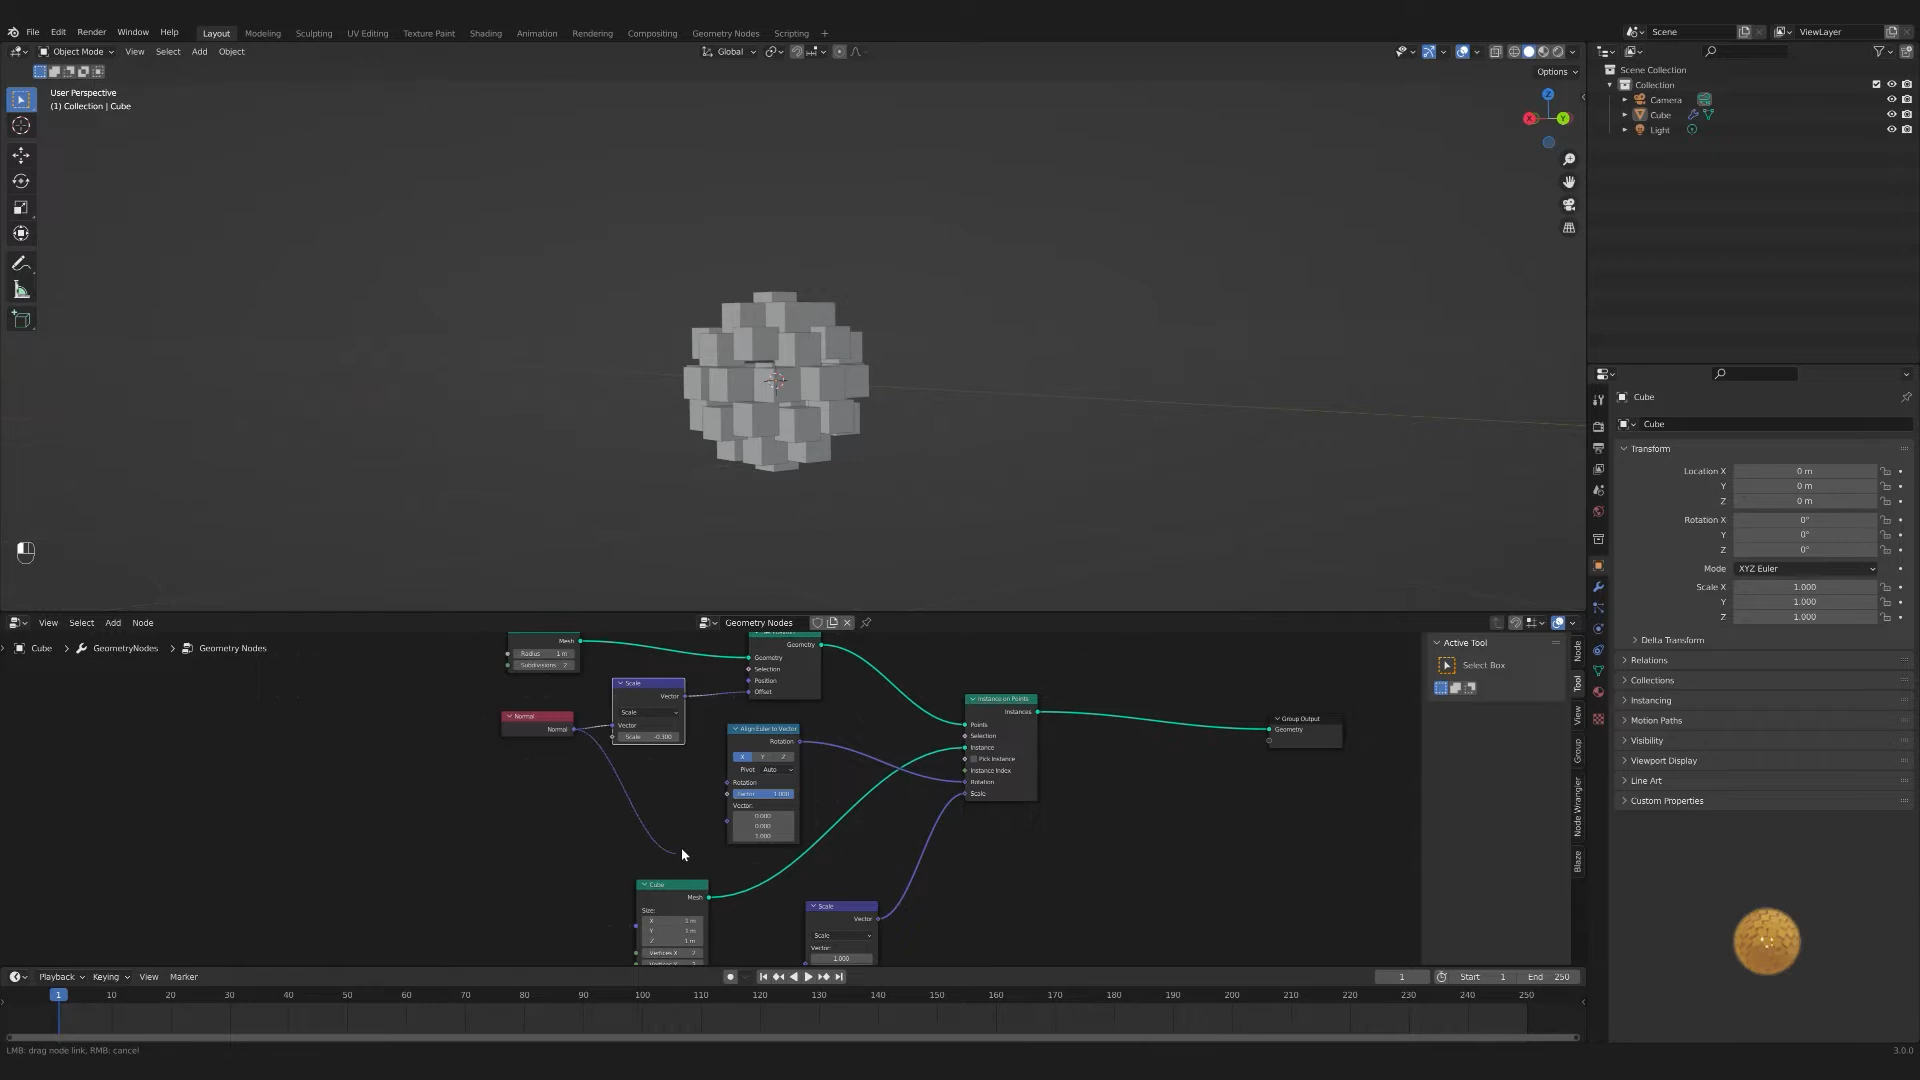 File Edit Render Window Help Layout Modeling Sculpting UV Editing Texture Paint Shading Animation Rendering Compositing Geometry Nodes Scripting + Scene ViewLayer
Object Mode View Select Add Object Global
Options
User Perspective
(1) Collection | Cube
Z
X
Y
Scene Collection
Collection
Camera
Cube
Light
Cube
Cube
Transform
Location X 0 m
Y 0 m
Z 0 m
Rotation X 0°
Y 0°
Z 0°
Mode XYZ Euler
Scale X 1.000
Y 1.000
Z 1.000
Delta Transform
Relations
Collections
Instancing
Motion Paths
Visibility
Viewport Display
Line Art
Custom Properties
View Select Add Node Geometry Nodes
Cube > GeometryNodes > Geometry Nodes
Mesh
Radius 1 m
Subdivisions 2
Geometry
Geometry
Selection
Position
Offset
Scale
Vector
Scale
Vector
Scale -0.300
Normal
Normal
Align Euler to Vector
Rotation
X Y Z
Pivot Auto
Rotation
Factor 1.000
Vector:
0.000
0.000
1.000
Instance on Points
Instances
Points
Selection
Instance
Pick Instance
Instance Index
Rotation
Scale
Group Output
Geometry
Cube
Mesh
Size:
X 1 m
Y 1 m
Z 1 m
Vertices X 2
Scale
Vector
Scale
Vector:
1.000
Active Tool
Select Box
Node
Tool
View
Group
Node Wrangler
Blaze
Playback Keying View Marker 1 Start 1 End 250
1 10 20 30 40 50 60 70 80 90 100 110 120 130 140 150 160 170 180 190 200 210 220 230 240 250
LMB: drag node link, RMB: cancel
3.0.0